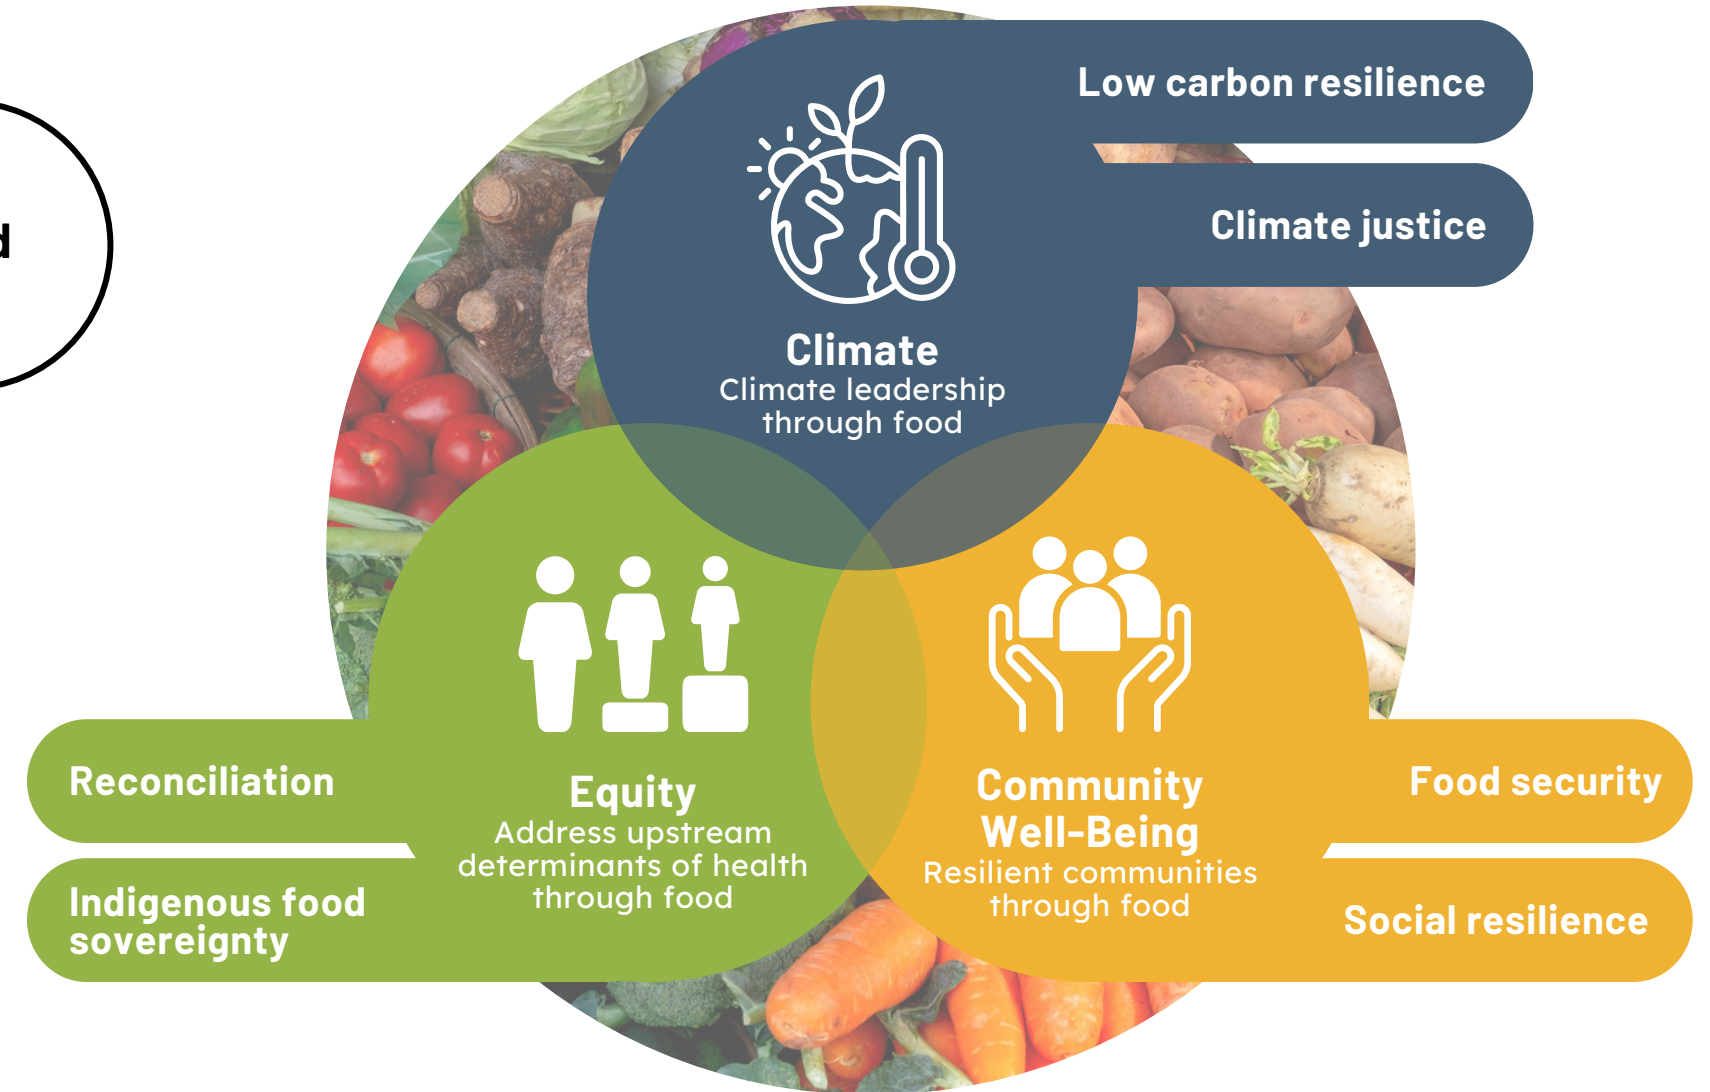 Low carbon resilience
Climate justice
Climate
Climate leadership
through food
Reconciliation
Indigenous food
sovereignty
Equity
Address upstream
determinants of health
through food
Community
Well-Being
Resilient communities
through food
Food security
Social resilience